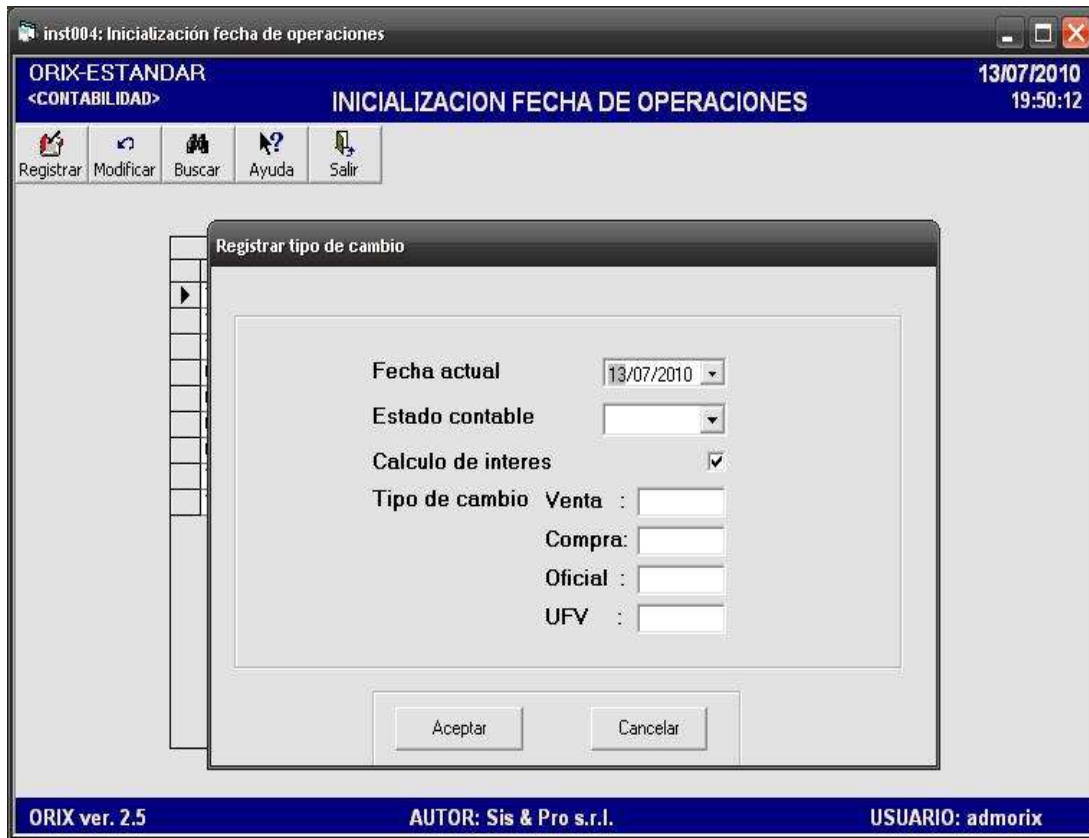 inst004: Inicialización fecha de operaciones
ORIX-ESTANDAR
13/07/2010
<CONTABILIDAD>
INICIALIZACION FECHA DE OPERACIONES
19:50:12
Registrar Modificar Buscar Ayuda Salir
Registrar tipo de cambio
Fecha actual 13/07/2010
Estado contable
Calculo de interes
Tipo de cambio Venta :
Compra:
Oficial :
UFV :
Aceptar Cancelar
ORIX ver. 2.5 AUTOR: Sis & Pro s.r.l. USUARIO: admorix